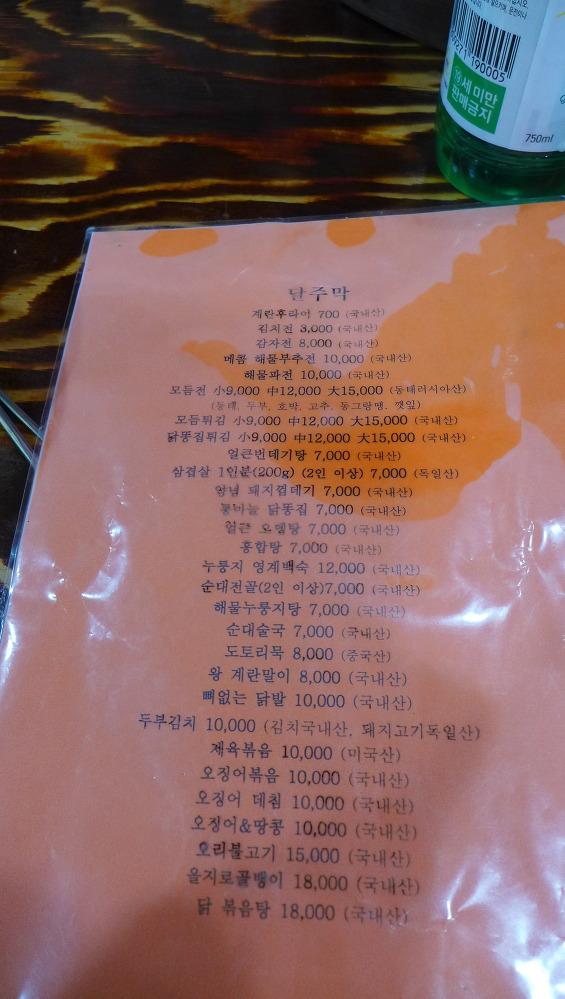 271 190005
19세 미만
판매금지
750ml
달주막
계란후라이 700 (국내산)
김치전 3,000 (국내산)
감자전 8,000 (국내산)
메콤 해물부추전 10,000 (국내산)
해물파전 10,000 (국내산)
모듬전 小9,000 中12,000 大15,000 (동태러시아산)
(동태, 두부, 호박, 고추, 동그랑땡, 깻잎)
모듬튀김 小9,000 中12,000 大15,000 (국내산)
닭똥집튀김 小9,000 中12,000 大15,000 (국내산)
얼큰번데기탕 7,000 (국내산)
삼겹살 1인분(200g) (2인 이상) 7,000 (독일산)
양념 돼지껍데기 7,000 (국내산)
통마늘 닭똥집 7,000 (국내산)
얼큰 오뎅탕 7,000 (국내산)
홍합탕 7,000 (국내산)
누룽지 영계백숙 12,000 (국내산)
순대전골(2인 이상)7,000 (국내산)
해물누룽지탕 7,000 (국내산)
순대술국 7,000 (국내산)
도토리묵 8,000 (중국산)
왕 계란말이 8,000 (국내산)
뼈없는 닭발 10,000 (국내산)
두부김치 10,000 (김치국내산, 돼지고기독일산)
제육볶음 10,000 (미국산)
오징어볶음 10,000 (국내산)
오징어 데침 10,000 (국내산)
오징어&땅콩 10,000 (국내산)
오리불고기 15,000 (국내산)
을지로골뱅이 18,000 (국내산)
닭 볶음탕 18,000 (국내산)